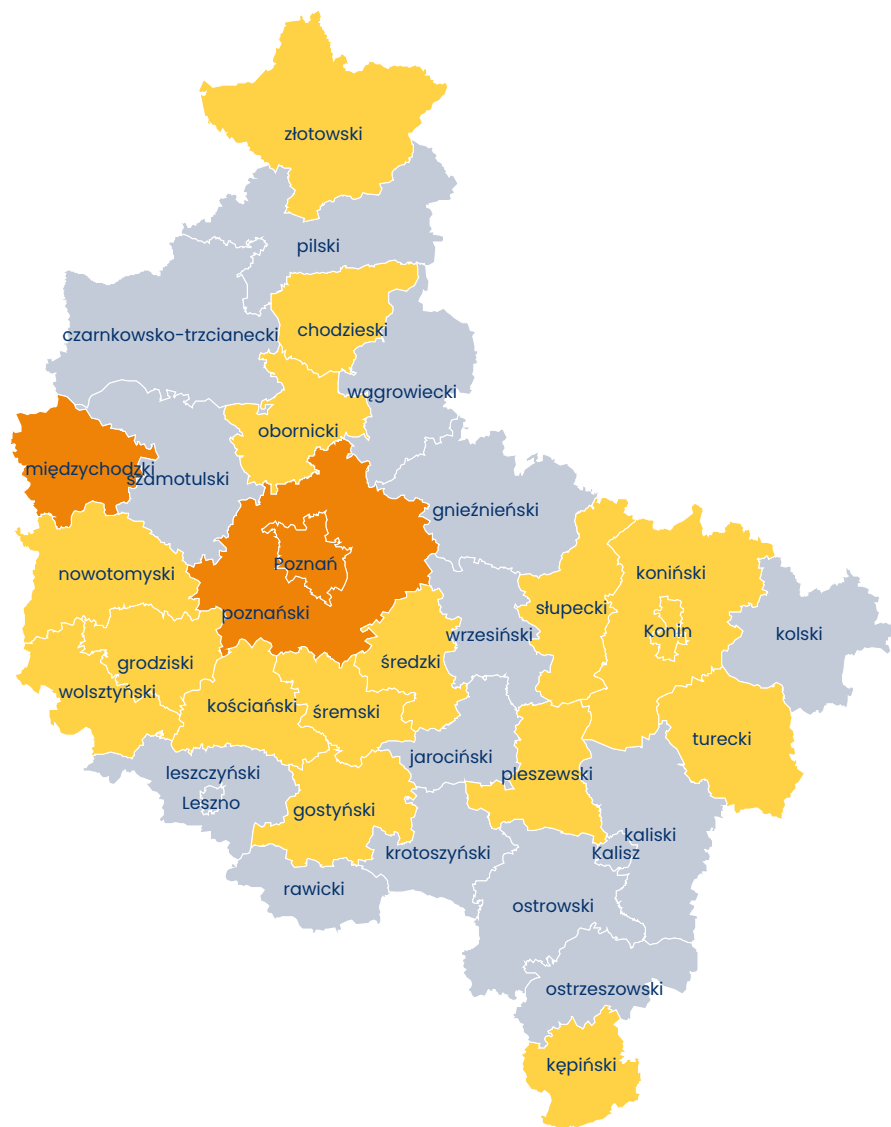 złotowski
pilski
chodzieski
czarnkowsko-trzcianecki
wągrowiecki
obornicki
międzychodzki
szamotulski
gnieźnieński
Poznań
nowotomyski
koniński
słupecki
poznański
Konin
wrzesiński
kolski
grodziski
średzki
wolsztyński
kościański
śremski
turecki
jarociński
leszczyński
pleszewski
Leszno
gostyński
kaliski
krotoszyński
Kalisz
rawicki
ostrowski
ostrzeszowski
kępiński